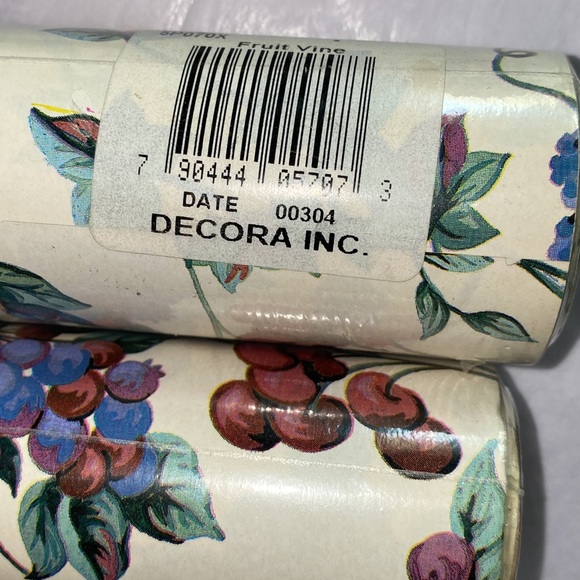 Fruit Vine
7 90444 05707 3
DATE 00304
DECORA INC.